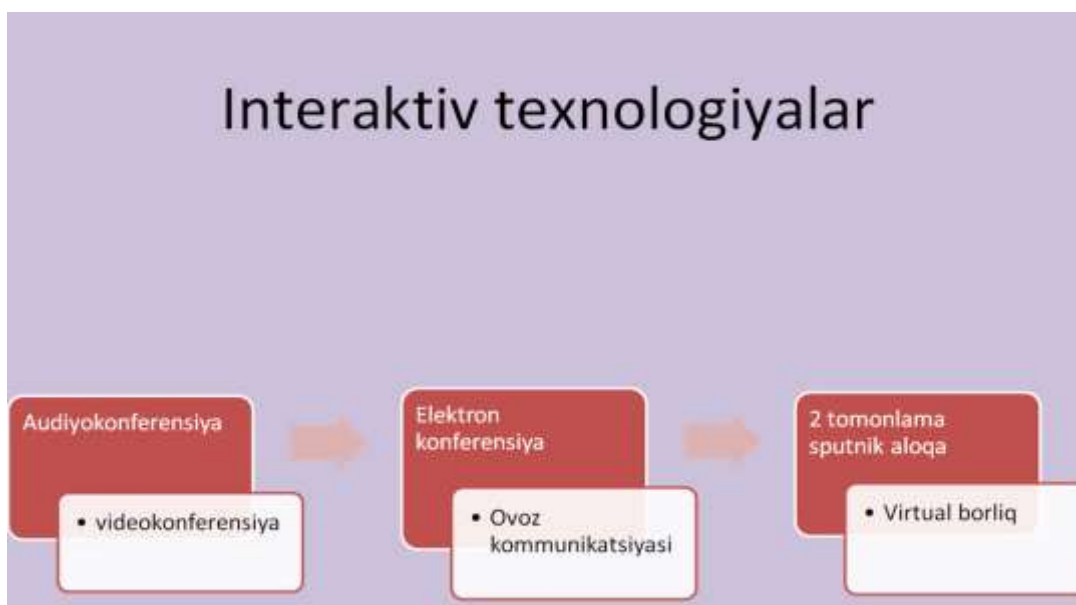 Interaktiv texnologiyalar
Audiyokonferensiya
• videokonferensiya
Elektron
konferensiya
• Ovoz
kommunikatsiyasi
2 tomonlama
sputnik aloqa
• Virtual borliq